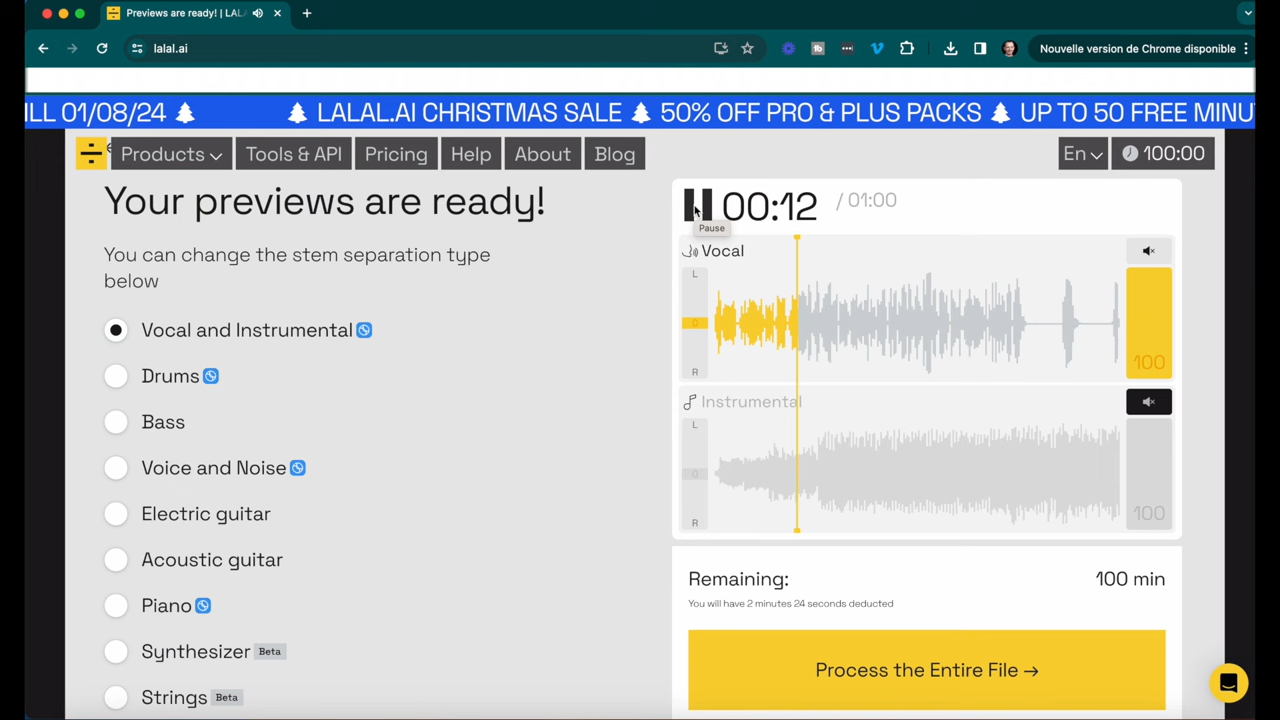 Previews are ready! | LAL
lalal.ai
Nouvelle version de Chrome disponible
ILL 01/08/24 🎄 🎄 LALAL.AI CHRISTMAS SALE 🎄 50% OFF PRO & PLUS PACKS 🎄 UP TO 50 FREE MINU
Products
Tools & API
Pricing
Help
About
Blog
En
100:00
Your previews are ready!
You can change the stem separation type
below
Vocal and Instrumental
Drums
Bass
Voice and Noise
Electric guitar
Acoustic guitar
Piano
Synthesizer Beta
Strings Beta
00:12 / 01:00
Pause
Vocal
L
0
R
100
Instrumental
L
0
R
100
Remaining: 100 min
You will have 2 minutes 24 seconds deducted
Process the Entire File →